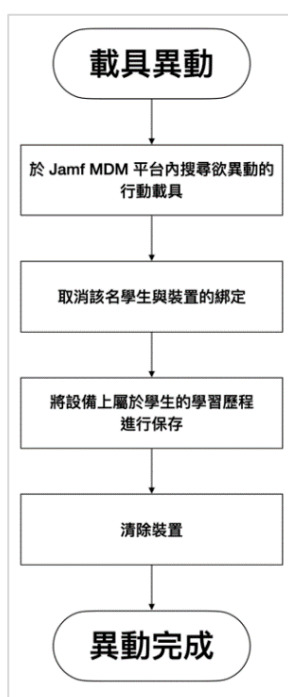 載具異動
於 Jamf MDM 平台內搜尋欲異動的
行動載具
取消該名學生與裝置的綁定
將設備上屬於學生的學習歷程
進行保存
清除裝置
異動完成